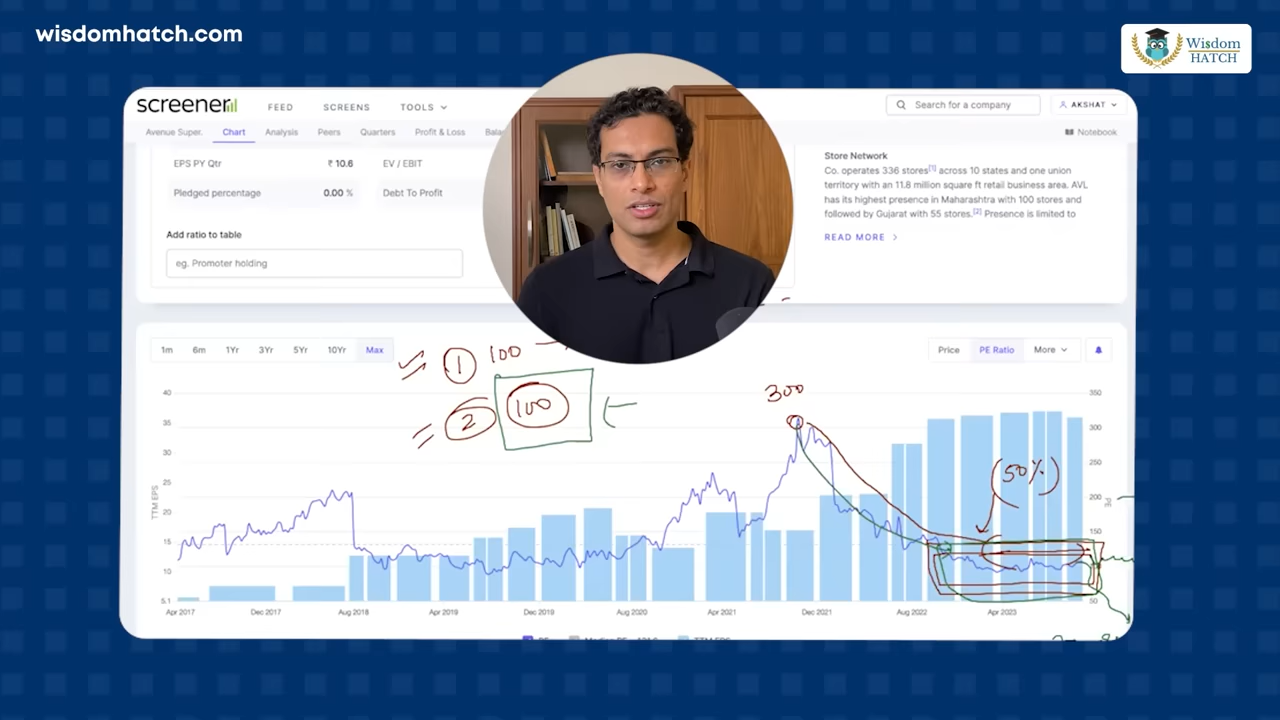 wisdomhatch.com
Wisdom
HATCH
screener
FEED SCREENS TOOLS
Search for a company
AKSHAT
Avenue Super. Chart Analysis Peers Quarters Profit & Loss
Notebook
EPS PY Qtr ₹ 10.6 EV / EBIT
Pledged percentage 0.00 % Debt To Profit
Add ratio to table
eg. Promoter holding
Store Network
Co. operates 336 stores[1] across 10 states and one union
territory with an 11.8 million square ft retail business area. AVL
has its highest presence in Maharashtra with 100 stores and
followed by Gujarat with 55 stores.[2] Presence is limited to
READ MORE
1m 6m 1Yr 3Yr 5Yr 10Yr Max
Price PE Ratio More
1 100
2 100
300
(50%)
40
35
30
25
20
15
10
5.1
TTM EPS
350
300
250
200
150
50
PE
Apr 2017 Dec 2017 Aug 2018 Apr 2019 Dec 2019 Aug 2020 Apr 2021 Dec 2021 Aug 2022 Apr 2023